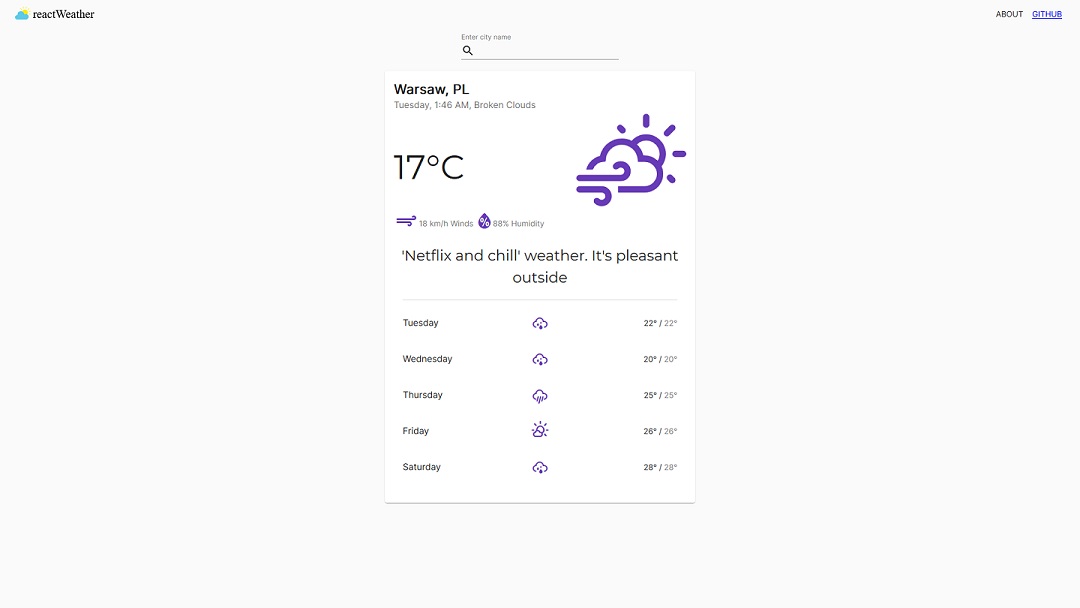 reactWeather
ABOUT GITHUB
Enter city name
Warsaw, PL
Tuesday, 1:46 AM, Broken Clouds
17°C
18 km/h Winds % 88% Humidity
'Netflix and chill' weather. It's pleasant
outside
Tuesday 22° / 22°
Wednesday 20° / 20°
Thursday 25° / 25°
Friday 26° / 26°
Saturday 28° / 28°